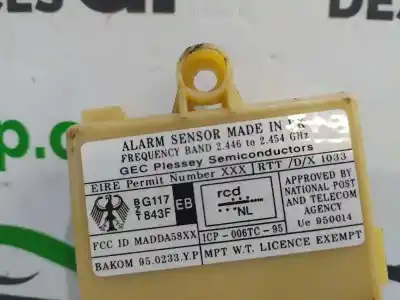 ALARM SENSOR MADE IN UK
FREQUENCY BAND 2.446 to 2.454 GHz
GEC Plessey Semiconductors
EIRE Permit Number XXX RTT /D/X 1033
BG117
T 843F
EB
rcd
NL
APPROVED BY
NATIONAL POST
AND TELECOM
AGENCY
Ue 950014
FCC ID MADDA58XX
ICP -006TC-95
BAKOM 95.0233.Y.P
MPT W.T. LICENCE EXEMPT